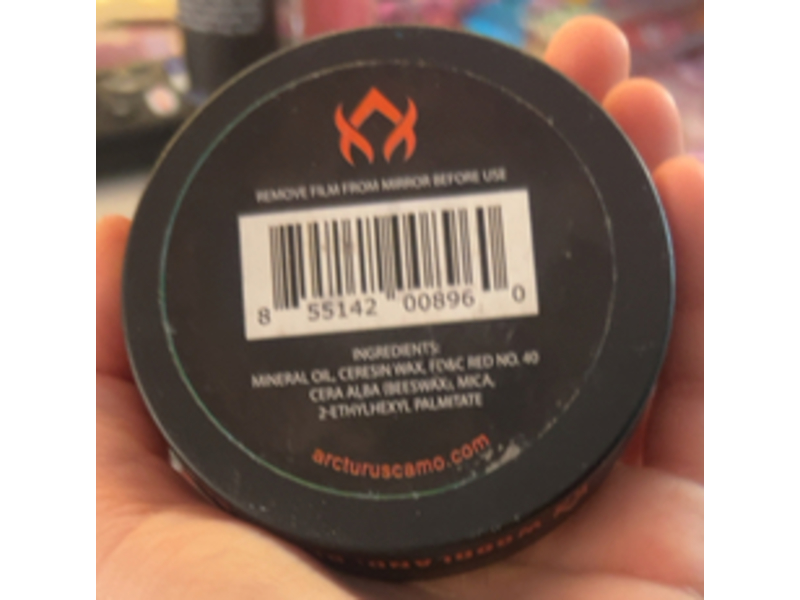 REMOVE FILM FROM MIRROR BEFORE USE
8 55142 00896 0
INGREDIENTS:
MINERAL OIL, CERESIN WAX, FD&C RED NO. 40
CERA ALBA (BEESWAX), MICA,
2-ETHYLHEXYL PALMITATE
arcturuscamo.com
WOODLAND